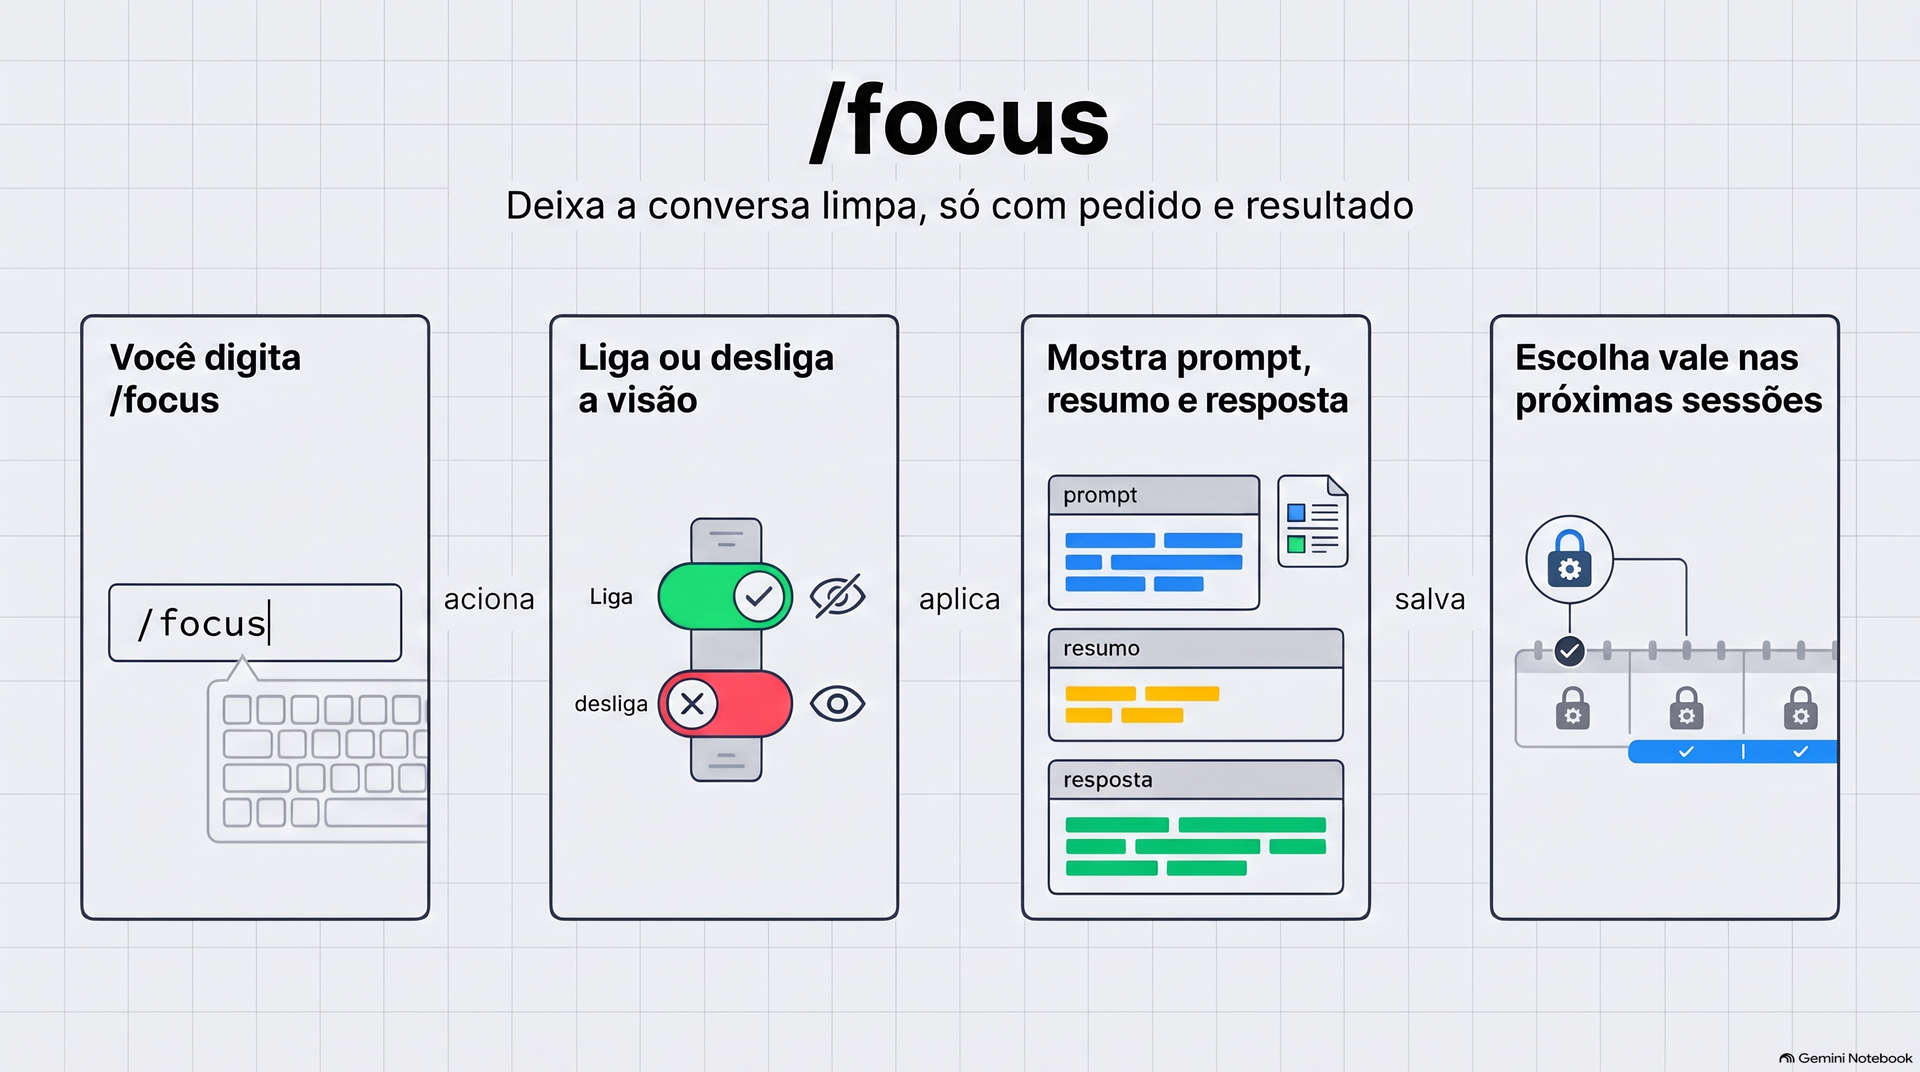 /focus
Deixa a conversa limpa, só com pedido e resultado
Você digita
/focus
/focus
aciona
Liga ou desliga
a visão
Liga
desliga
aplica
Mostra prompt,
resumo e resposta
prompt
resumo
resposta
salva
Escolha vale nas
próximas sessões
Gemini Notebook